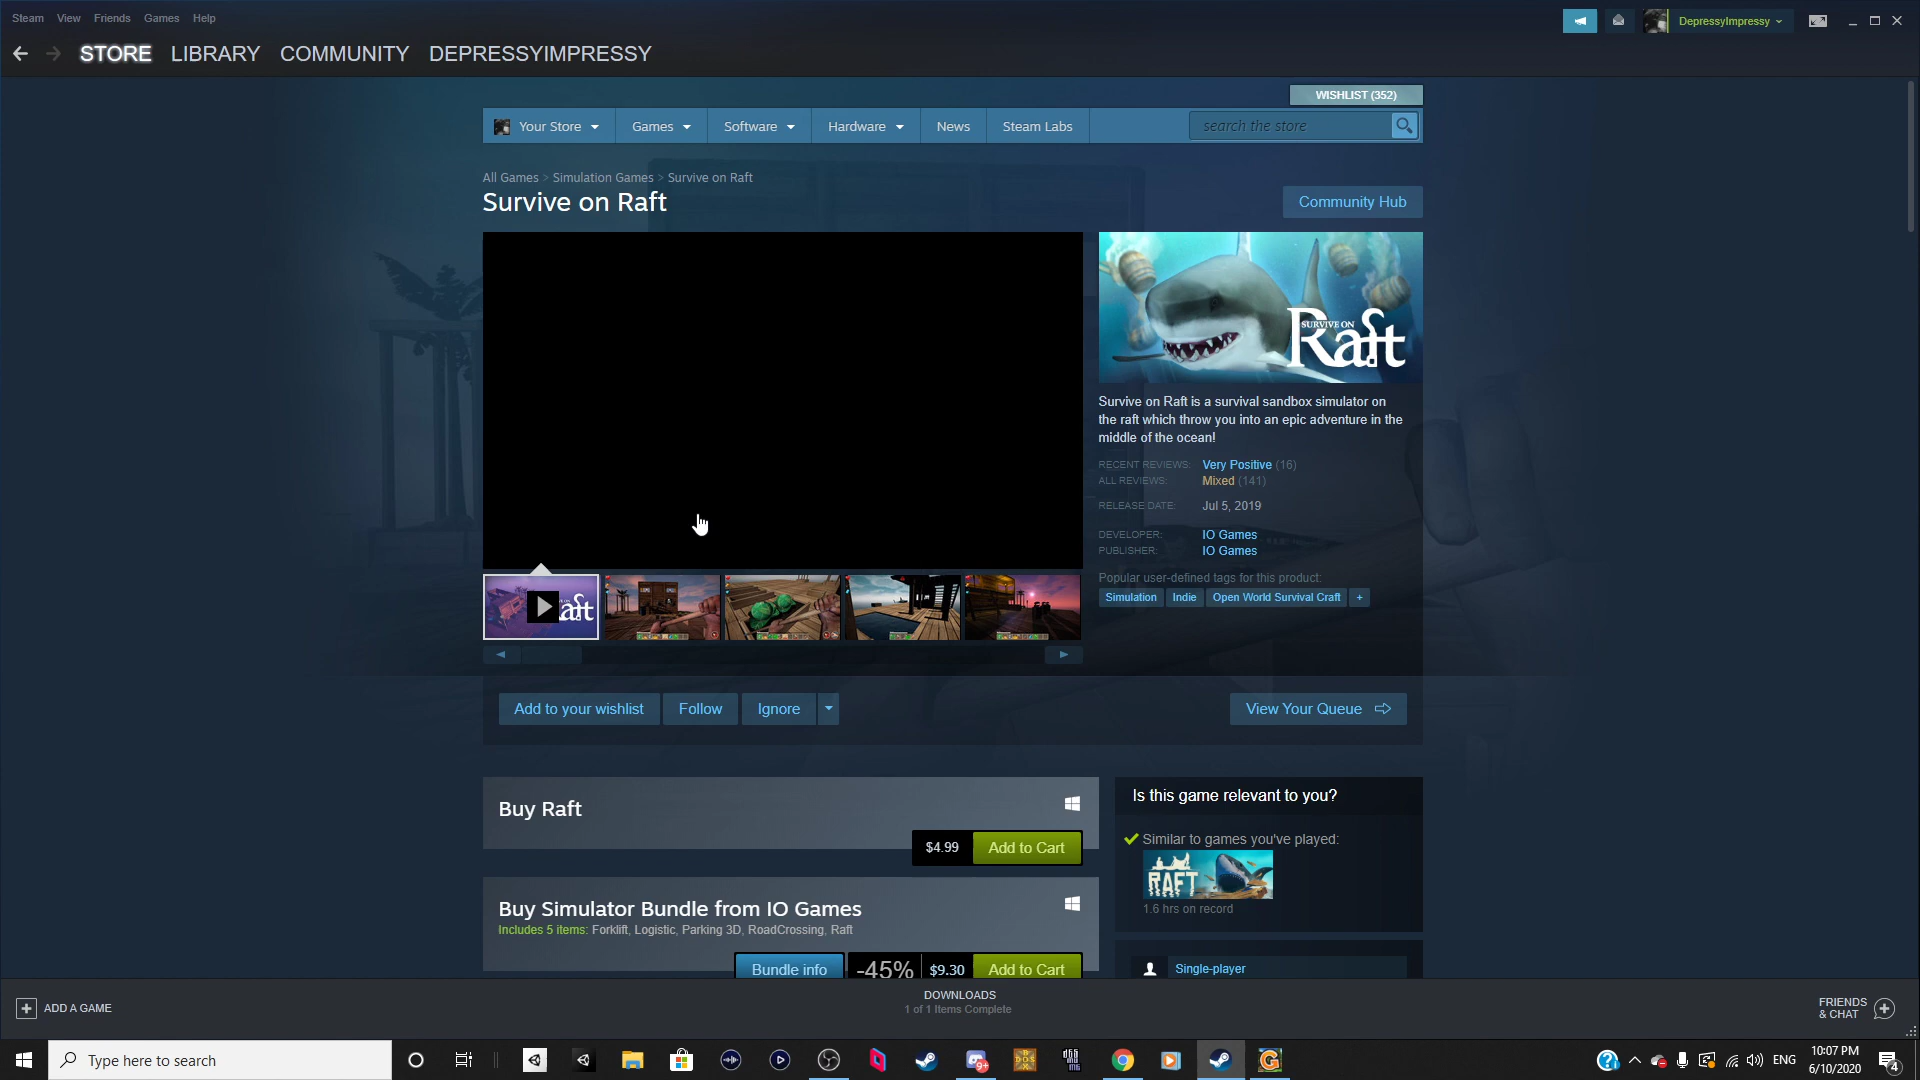 Steam View Friends Games Help
DepressyImpressy
STORE LIBRARY COMMUNITY DEPRESSYIMPRESSY
WISHLIST (352)
Your Store Games Software Hardware News Steam Labs search the store
All Games > Simulation Games > Survive on Raft
Survive on Raft
Community Hub
SURVIVE ON
Raft
Survive on Raft is a survival sandbox simulator on
the raft which throw you into an epic adventure in the
middle of the ocean!
RECENT REVIEWS: Very Positive (16)
ALL REVIEWS: Mixed (141)
RELEASE DATE: Jul 5, 2019
DEVELOPER: IO Games
PUBLISHER: IO Games
Popular user-defined tags for this product:
Simulation Indie Open World Survival Craft +
aft
Add to your wishlist Follow Ignore View Your Queue
Buy Raft
$4.99 Add to Cart
Buy Simulator Bundle from IO Games
Includes 5 items: Forklift, Logistic, Parking 3D, RoadCrossing, Raft
Bundle info -45% $9.30 Add to Cart
Is this game relevant to you?
Similar to games you've played:
RAFT
1.6 hrs on record
Single-player
ADD A GAME
DOWNLOADS
1 of 1 Items Complete
FRIENDS
& CHAT
Type here to search
9+
ENG
10:07 PM
6/10/2020
4